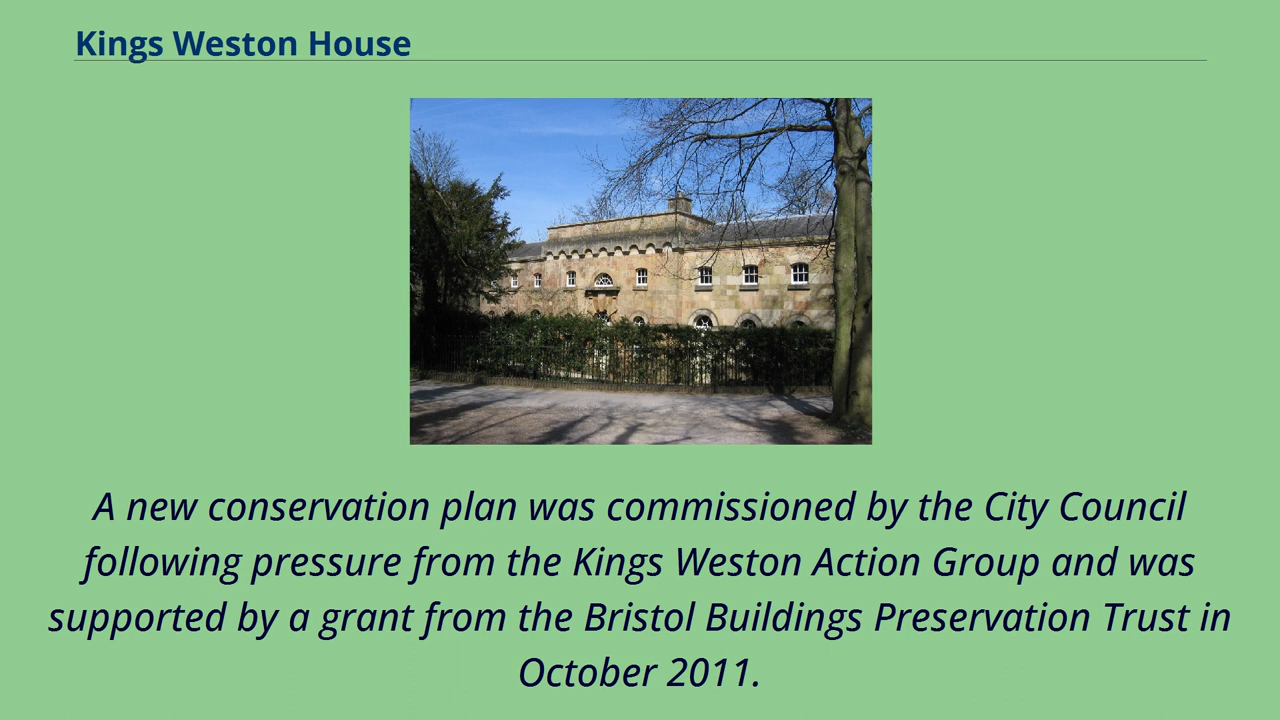 Kings Weston House
A new conservation plan was commissioned by the City Council
following pressure from the Kings Weston Action Group and was
supported by a grant from the Bristol Buildings Preservation Trust in
October 2011.